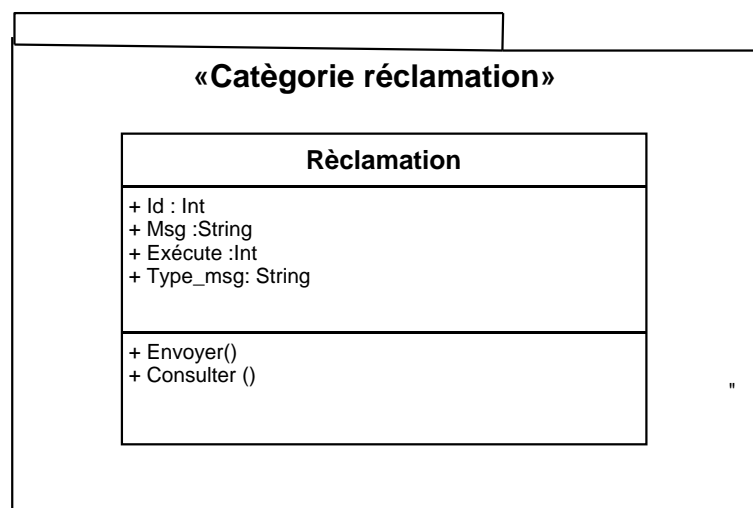 «Catègorie réclamation»
Rèclamation
+ Id : Int
+ Msg :String
+ Exécute :Int
+ Type_msg: String
+ Envoyer()
+ Consulter ()
"